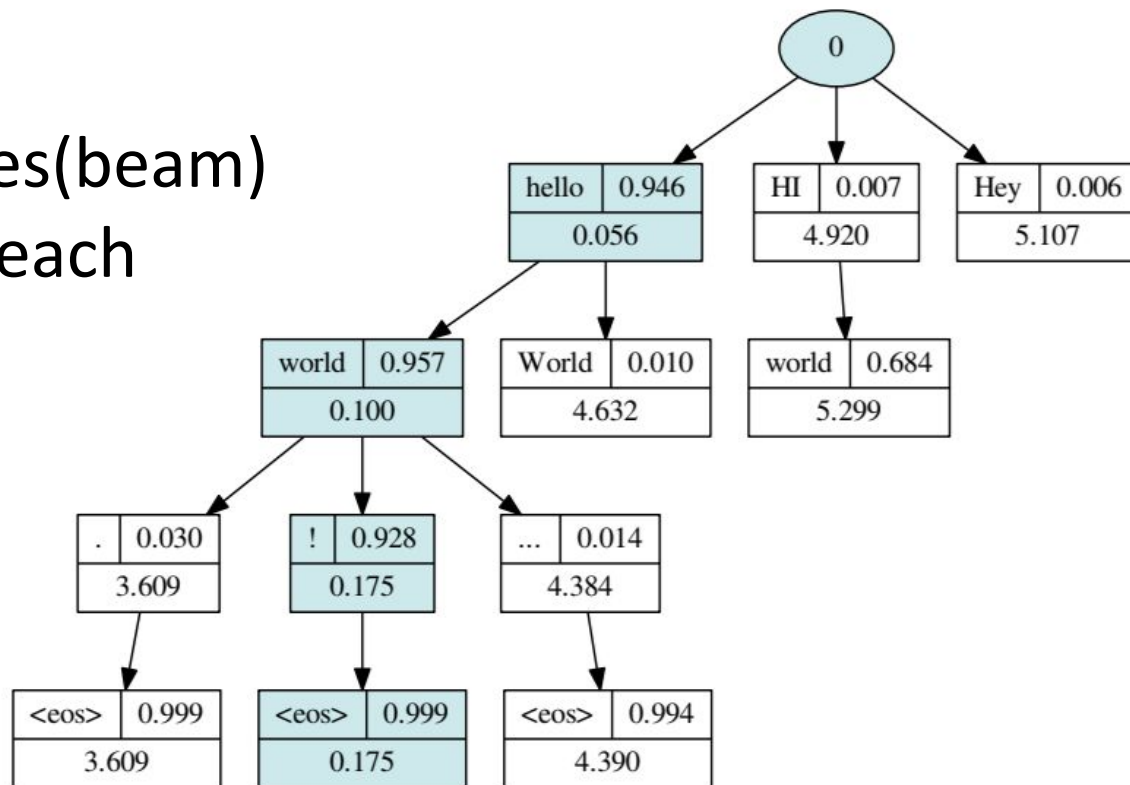 0
es(beam)
each
hello 0.946
0.056
HI 0.007
4.920
Hey 0.006
5.107
world 0.957
0.100
World 0.010
4.632
world 0.684
5.299
. 0.030
3.609
! 0.928
0.175
... 0.014
4.384
<eos> 0.999
3.609
<eos> 0.999
0.175
<eos> 0.994
4.390